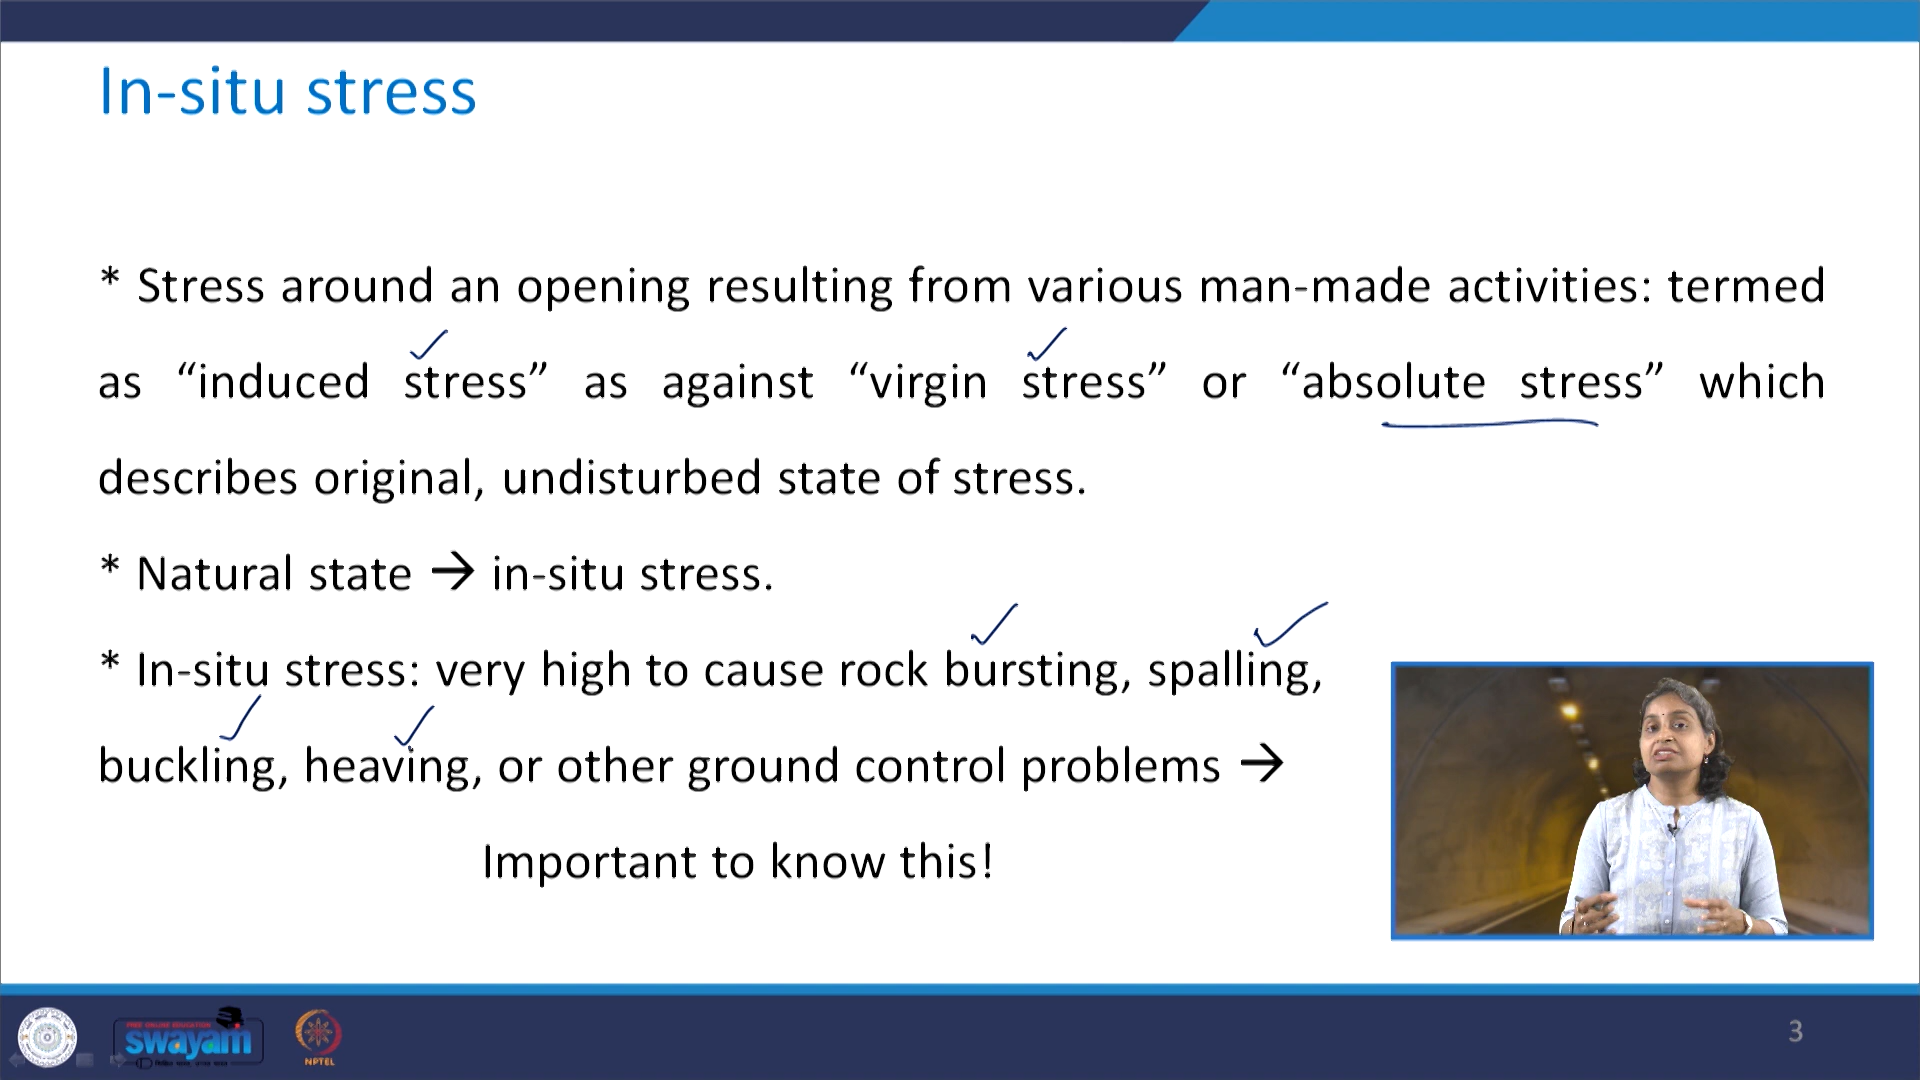 In-situ stress
* Stress around an opening resulting from various man-made activities: termed
as “induced stress” as against “virgin stress” or “absolute stress” which
describes original, undisturbed state of stress.
* Natural state → in-situ stress.
* In-situ stress: very high to cause rock bursting, spalling,
buckling, heaving, or other ground control problems →
Important to know this!
FREE ONLINE EDUCATION
swayam
NPTEL
3